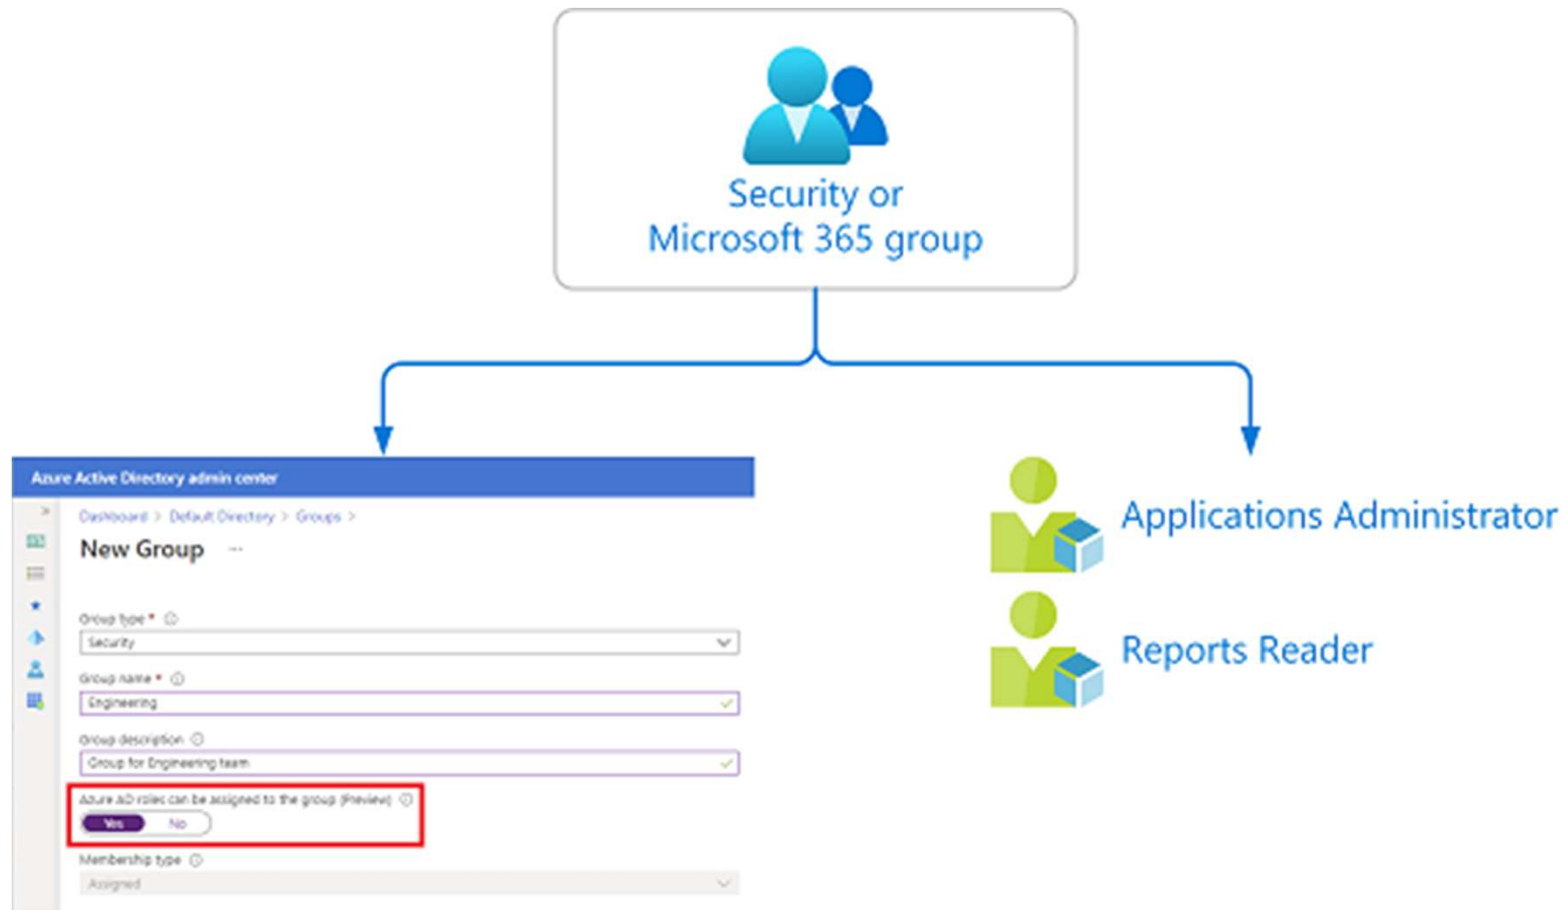 Security or
Microsoft 365 group
Azure Active Directory admin center
Dashboard > Default Directory > Groups >
New Group ...
Group type *
Security
Group name *
Engineering
Group description
Group for Engineering team
Azure AD roles can be assigned to the group (Preview)
Yes No
Membership type
Assigned
Applications Administrator
Reports Reader